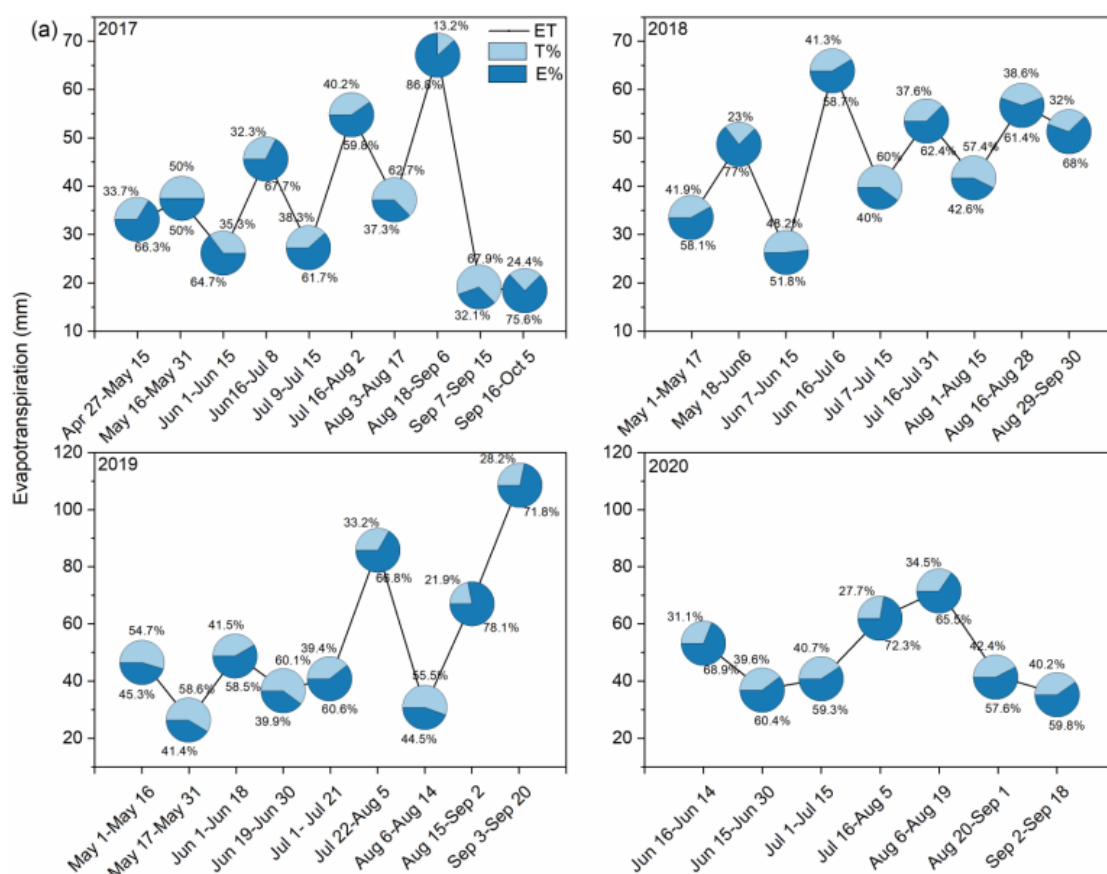 (a)
2017
ET
T%
E%
70
60
50
40
30
20
10
33.7%
66.3%
50%
50%
35.3%
64.7%
32.3%
67.7%
38.3%
61.7%
40.2%
59.8%
62.7%
37.3%
13.2%
86.8%
67.9%
32.1%
24.4%
75.6%
Apr 27-May 15
May 16-May 31
Jun 1-Jun 15
Jun16-Jul 8
Jul 9-Jul 15
Jul 16-Aug 2
Aug 3-Aug 17
Aug 18-Sep 6
Sep 7-Sep 15
Sep 16-Oct 5
2018
70
60
50
40
30
20
10
41.9%
58.1%
23%
77%
48.2%
51.8%
41.3%
58.7%
60%
40%
37.6%
62.4%
57.4%
42.6%
38.6%
61.4%
32%
68%
May 1-May 17
May 18-Jun6
Jun 7-Jun 15
Jun 16-Jul 6
Jul 7-Jul 15
Jul 16-Jul 31
Aug 1-Aug 15
Aug 16-Aug 28
Aug 29-Sep 30
Evapotranspiration (mm)
2019
120
100
80
60
40
20
54.7%
45.3%
58.6%
41.4%
41.5%
58.5%
60.1%
39.9%
39.4%
60.6%
33.2%
66.8%
55.5%
44.5%
21.9%
78.1%
28.2%
71.8%
May 1-May 16
May 17-May 31
Jun 1-Jun 18
Jun 19-Jun 30
Jul 1- Jul 21
Jul 22-Aug 5
Aug 6-Aug 14
Aug 15-Sep 2
Sep 3-Sep 20
2020
120
100
80
60
40
20
31.1%
68.9%
39.6%
60.4%
40.7%
59.3%
27.7%
72.3%
34.5%
65.5%
42.4%
57.6%
40.2%
59.8%
Jun 16-Jun 14
Jun 15-Jun 30
Jul 1-Jul 15
Jul 16-Aug 5
Aug 6-Aug 19
Aug 20-Sep 1
Sep 2-Sep 18